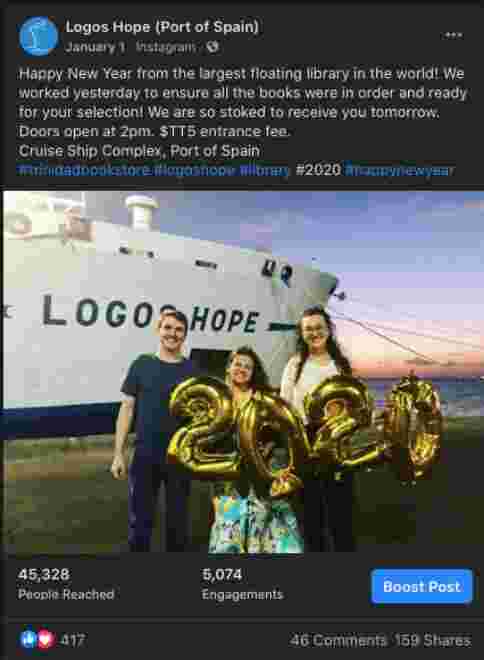 Logos Hope (Port of Spain)
January 1 · Instagram ·
Happy New Year from the largest floating library in the world! We
worked yesterday to ensure all the books were in order and ready
for your selection! We are so stoked to receive you tomorrow.
Doors open at 2pm. $TT5 entrance fee.
Cruise Ship Complex, Port of Spain
#trinidadbookstore #logoshope #library #2020 #happynewyear
LOGOS HOPE
2020
45,328
5,074
People Reached
Engagements
Boost Post
417
46 Comments 159 Shares